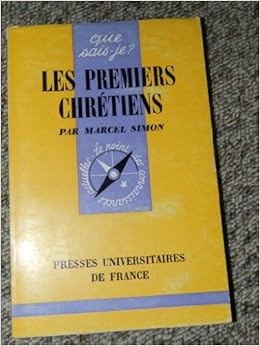 que
sais-je?
LES PREMIERS
CHRÉTIENS
PAR MARCEL SIMON
Le point des connaissances actuelles
PRESSES UNIVERSITAIRES
DE FRANCE